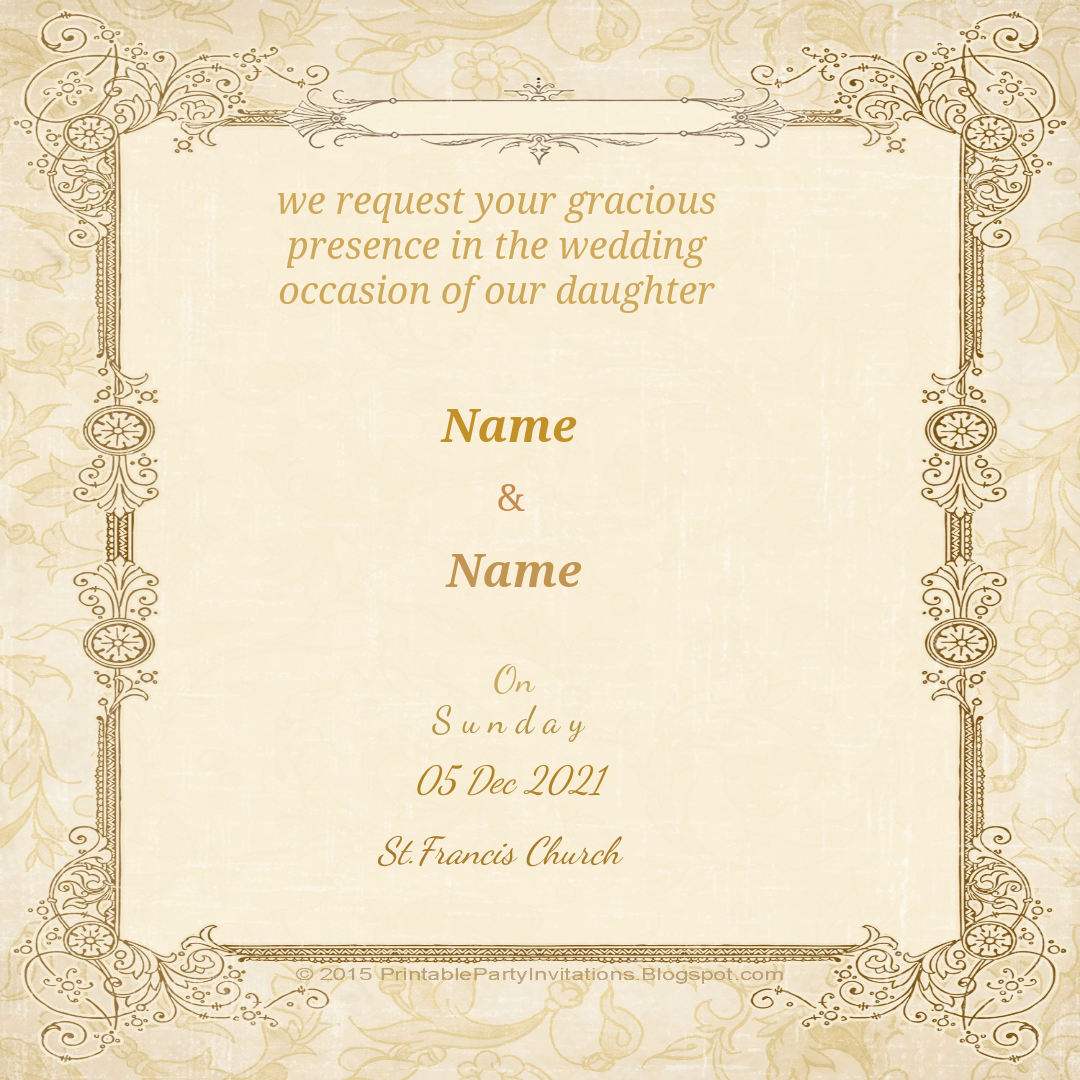 we request your gracious
presence in the wedding
occasion of our daughter
Name
&
Name
On
Sunday
05 Dec 2021
St.Francis Church
© 2015 PrintablePartyInvitations.Blogspot.com